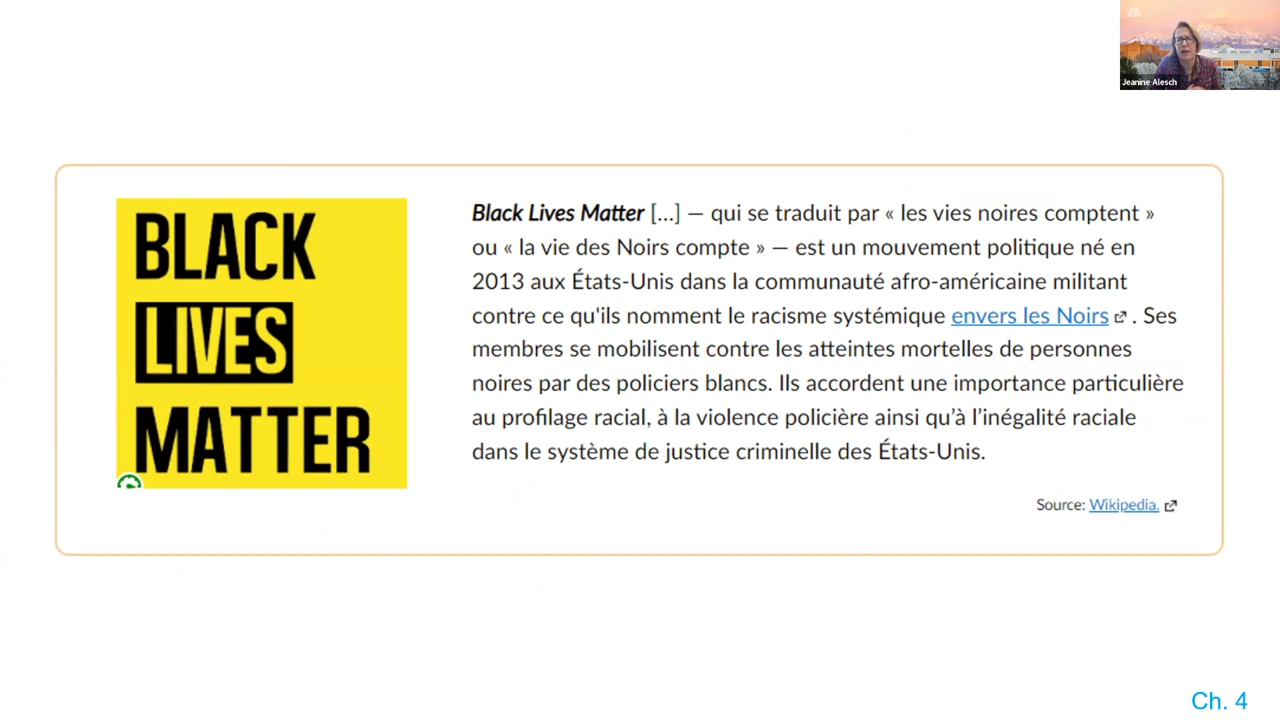 Jeanine Alesch
BLACK
LIVES
MATTER
Black Lives Matter [...] — qui se traduit par « les vies noires comptent »
ou « la vie des Noirs compte » — est un mouvement politique né en
2013 aux États-Unis dans la communauté afro-américaine militant
contre ce qu'ils nomment le racisme systémique envers les Noirs . Ses
membres se mobilisent contre les atteintes mortelles de personnes
noires par des policiers blancs. Ils accordent une importance particulière
au profilage racial, à la violence policière ainsi qu’à l’inégalité raciale
dans le système de justice criminelle des États-Unis.
Source: Wikipedia.
Ch. 4